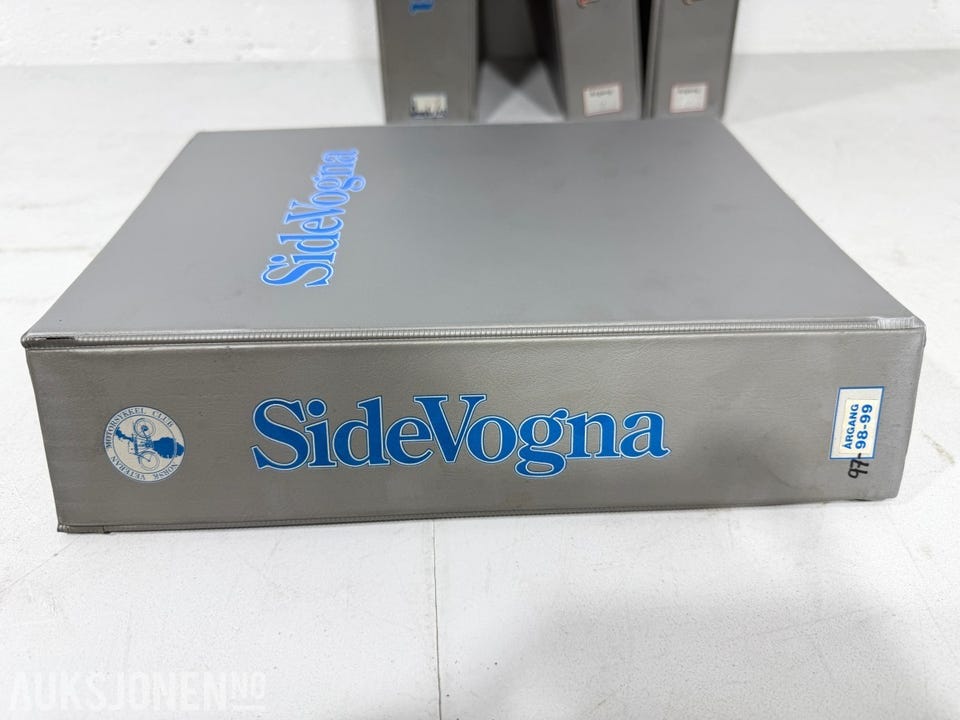 SideVogna
SideVogna
MOTORSYKKEL CLUB
NORSK VETERAN
ÅRGANG
98-99
97-
AUKSJONEN NO